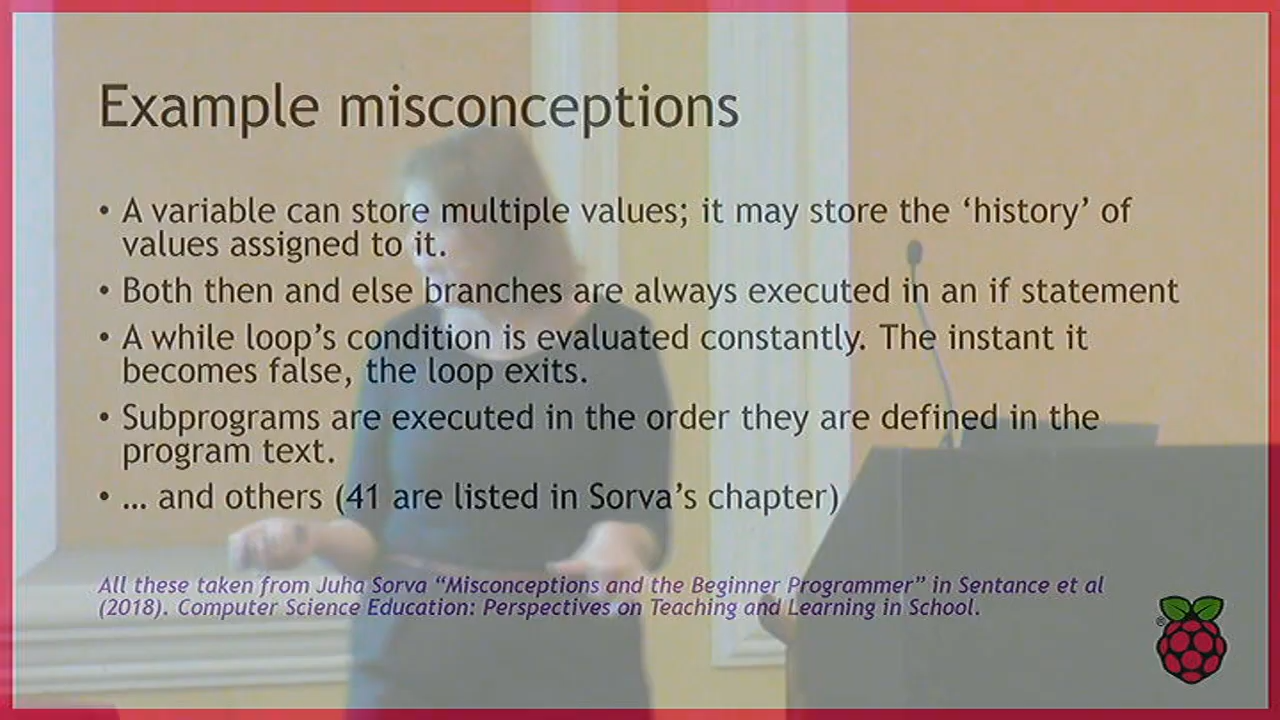 Example misconceptions
• A variable can store multiple values; it may store the ‘history’ of
values assigned to it.
• Both then and else branches are always executed in an if statement
• A while loop’s condition is evaluated constantly. The instant it
becomes false, the loop exits.
• Subprograms are executed in the order they are defined in the
program text.
• … and others (41 are listed in Sorva’s chapter)
All these taken from Juha Sorva “Misconceptions and the Beginner Programmer” in Sentance et al
(2018). Computer Science Education: Perspectives on Teaching and Learning in School.
®